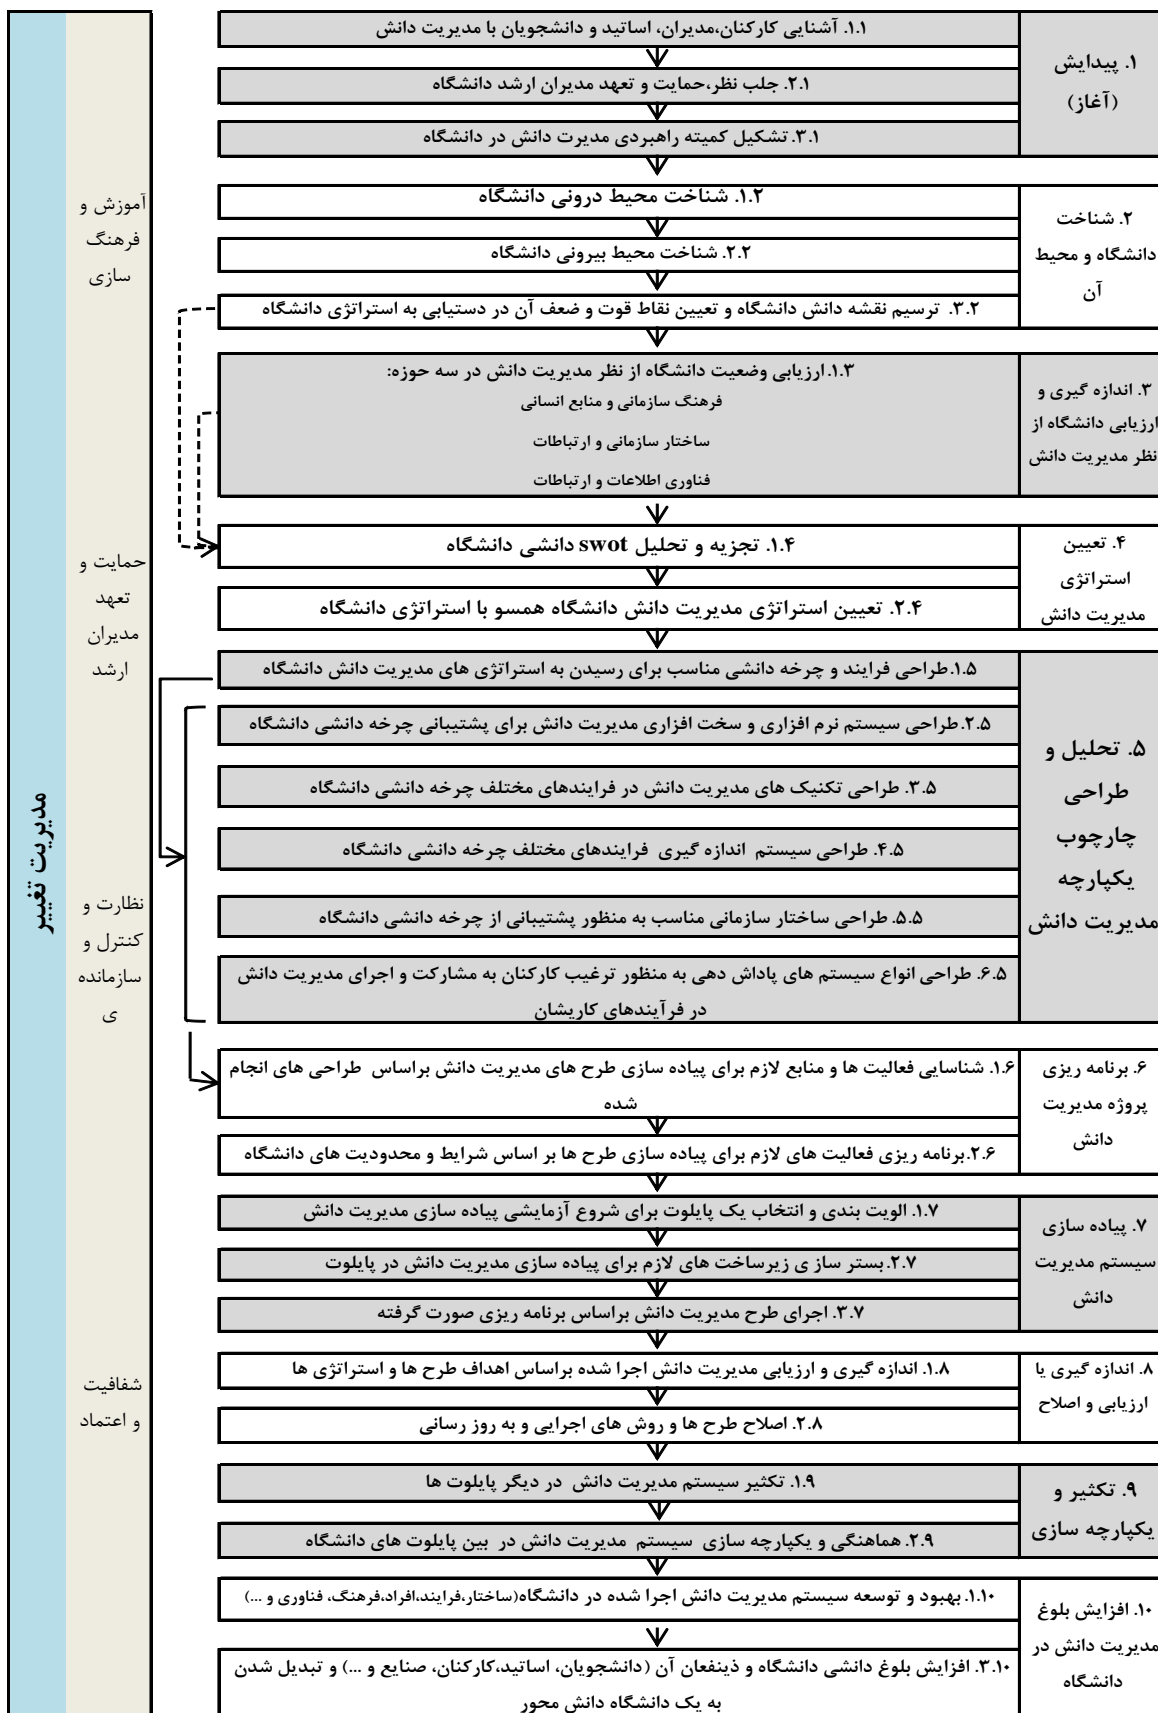 ۱. پیدایش
(آغاز)
۱.۱. آشنایی کارکنان،مدیران، اساتید و دانشجویان با مدیریت دانش
۲.۱. جلب نظر،حمایت و تعهد مدیران ارشد دانشگاه
۳.۱. تشکیل کمیته راهبردی مدیرت دانش در دانشگاه
۲. شناخت
دانشگاه و محیط
آن
۱.۲. شناخت محیط درونی دانشگاه
۲.۲. شناخت محیط بیرونی دانشگاه
۳.۲. ترسیم نقشه دانش دانشگاه و تعیین نقاط قوت و ضعف آن در دستیابی به استراتژی دانشگاه
۳. اندازه گیری و
ارزیابی دانشگاه از
نظر مدیریت دانش
۱.۳.ارزیابی وضعیت دانشگاه از نظر مدیریت دانش در سه حوزه:
فرهنگ سازمانی و منابع انسانی
ساختار سازمانی و ارتباطات
فناوری اطلاعات و ارتباطات
۴. تعیین
استراتژی
مدیریت دانش
۱.۴. تجزیه و تحلیل swot دانشی دانشگاه
۲.۴. تعیین استراتژی مدیریت دانش دانشگاه همسو با استراتژی دانشگاه
۵. تحلیل و
طراحی
چارچوب
یکپارچه
مدیریت دانش
۱.۵.طراحی فرایند و چرخه دانشی مناسب برای رسیدن به استراتژی های مدیریت دانش دانشگاه
۲.۵.طراحی سیستم نرم افزاری و سخت افزاری مدیریت دانش برای پشتیبانی چرخه دانشی دانشگاه
۳.۵. طراحی تکنیک های مدیریت دانش در فرایندهای مختلف چرخه دانشی دانشگاه
۴.۵. طراحی سیستم اندازه گیری فرایندهای مختلف چرخه دانشی دانشگاه
۵.۵. طراحی ساختار سازمانی مناسب به منظور پشتیبانی از چرخه دانشی دانشگاه
۶.۵. طراحی انواع سیستم های پاداش دهی به منظور ترغیب کارکنان به مشارکت و اجرای مدیریت دانش
در فرآیندهای کاریشان
۶. برنامه ریزی
پروژه مدیریت
دانش
۱.۶. شناسایی فعالیت ها و منابع لازم برای پیاده سازی طرح های مدیریت دانش براساس طراحی های انجام
شده
۲.۶.برنامه ریزی فعالیت های لازم برای پیاده سازی طرح ها بر اساس شرایط و محدودیت های دانشگاه
۷. پیاده سازی
سیستم مدیریت
دانش
۱.۷. الویت بندی و انتخاب یک پایلوت برای شروع آزمایشی پیاده سازی مدیریت دانش
۲.۷.بستر ساز ی زیرساخت های لازم برای پیاده سازی مدیریت دانش در پایلوت
۳.۷. اجرای طرح مدیریت دانش براساس برنامه ریزی صورت گرفته
۸. اندازه گیری یا
ارزیابی و اصلاح
۱.۸. اندازه گیری و ارزیابی مدیریت دانش اجرا شده براساس اهداف طرح ها و استراتژی ها
۲.۸. اصلاح طرح ها و روش های اجرایی و به روز رسانی
۹. تکثیر و
یکپارچه سازی
۱.۹. تکثیر سیستم مدیریت دانش در دیگر پایلوت ها
۲.۹. هماهنگی و یکپارچه سازی سیستم مدیریت دانش در بین پایلوت های دانشگاه
۱۰. افزایش بلوغ
مدیریت دانش در
دانشگاه
۱.۱۰. بهبود و توسعه سیستم مدیریت دانش اجرا شده در دانشگاه(ساختار،فرایند،افراد،فرهنگ، فناوری و ...)
۳.۱۰. افزایش بلوغ دانشی دانشگاه و ذینفعان آن (دانشجویان، اساتید،کارکنان، صنایع و ...) و تبدیل شدن
به یک دانشگاه دانش محور
آموزش و
فرهنگ
سازی
حمایت و
تعهد
مدیران
ارشد
نظارت و
کنترل و
سازمانده
ی
شفافیت
و اعتماد
مدیریت تغییر